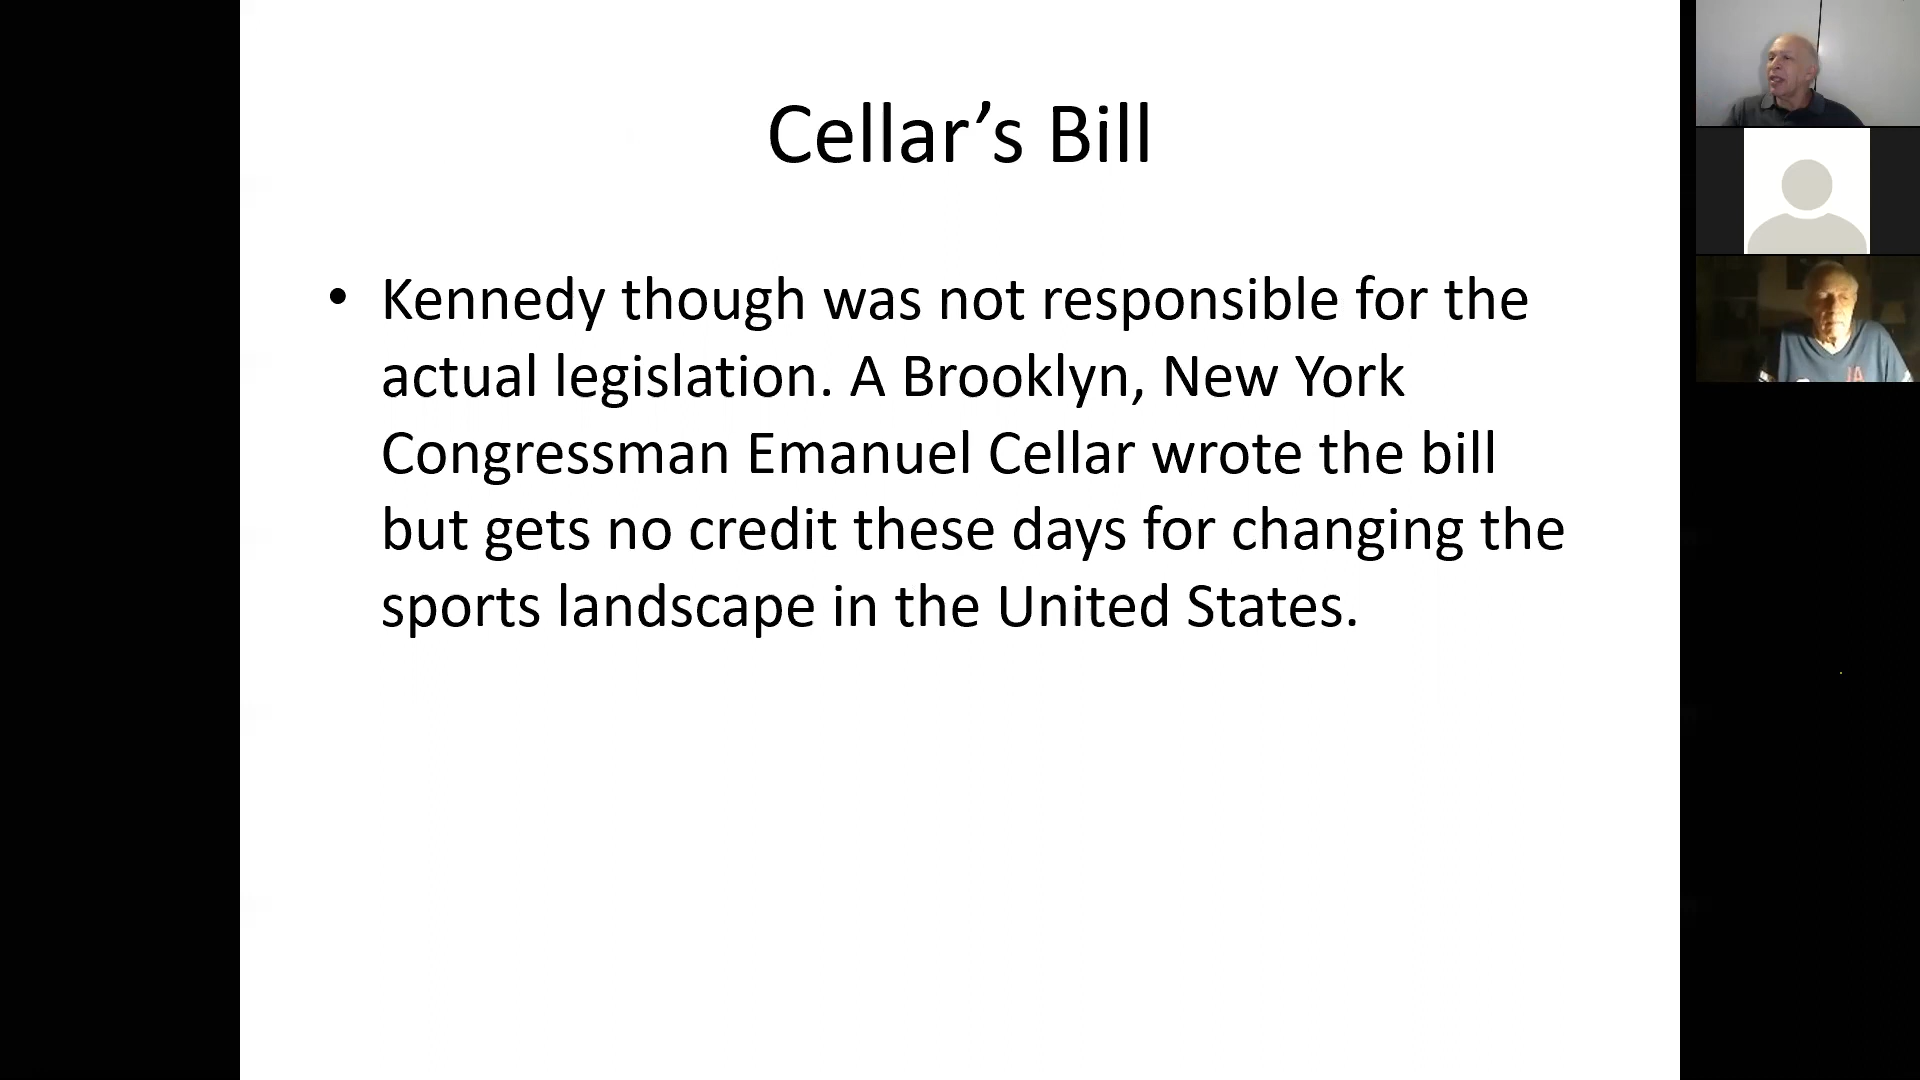 Cellar’s Bill
• Kennedy though was not responsible for the
actual legislation. A Brooklyn, New York
Congressman Emanuel Cellar wrote the bill
but gets no credit these days for changing the
sports landscape in the United States.